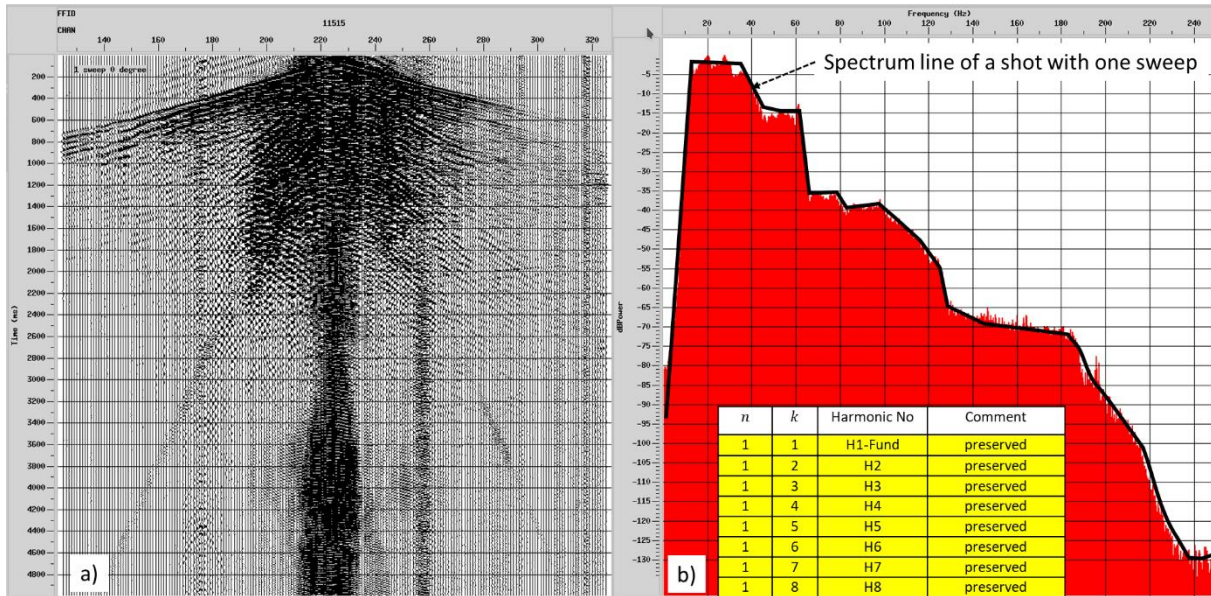 FFID
CHAN
11515
140 160 180 200 220 240 260 280 300 320
1 sweep 0 degree
Time (ms)
200
400
600
800
1000
1200
1400
1600
1800
2000
2200
2400
2600
2800
3000
3200
3400
3600
3800
4000
4200
4400
4600
4800
a)
Frequency (Hz)
20 40 60 80 100 120 140 160 180 200 220 240
Spectrum line of a shot with one sweep
dBPower
-5
-10
-15
-20
-25
-30
-35
-40
-45
-50
-55
-60
-65
-70
-75
-80
-85
-90
-95
-100
-105
-110
-115
-120
-125
-130
n k Harmonic No Comment
1 1 H1-Fund preserved
1 2 H2 preserved
1 3 H3 preserved
1 4 H4 preserved
1 5 H5 preserved
1 6 H6 preserved
1 7 H7 preserved
1 8 H8 preserved
b)